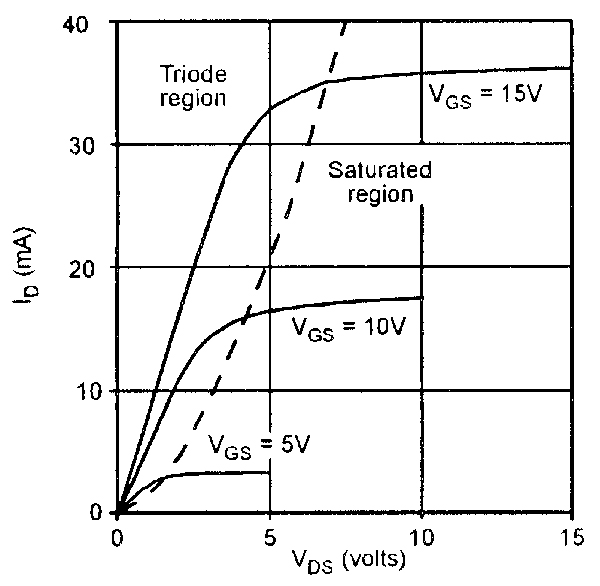 40
30
20
10
0
I_D (mA)
Triode
region
V_GS = 15V
Saturated
region
V_GS = 10V
V_GS = 5V
0
5
10
15
V_DS (volts)